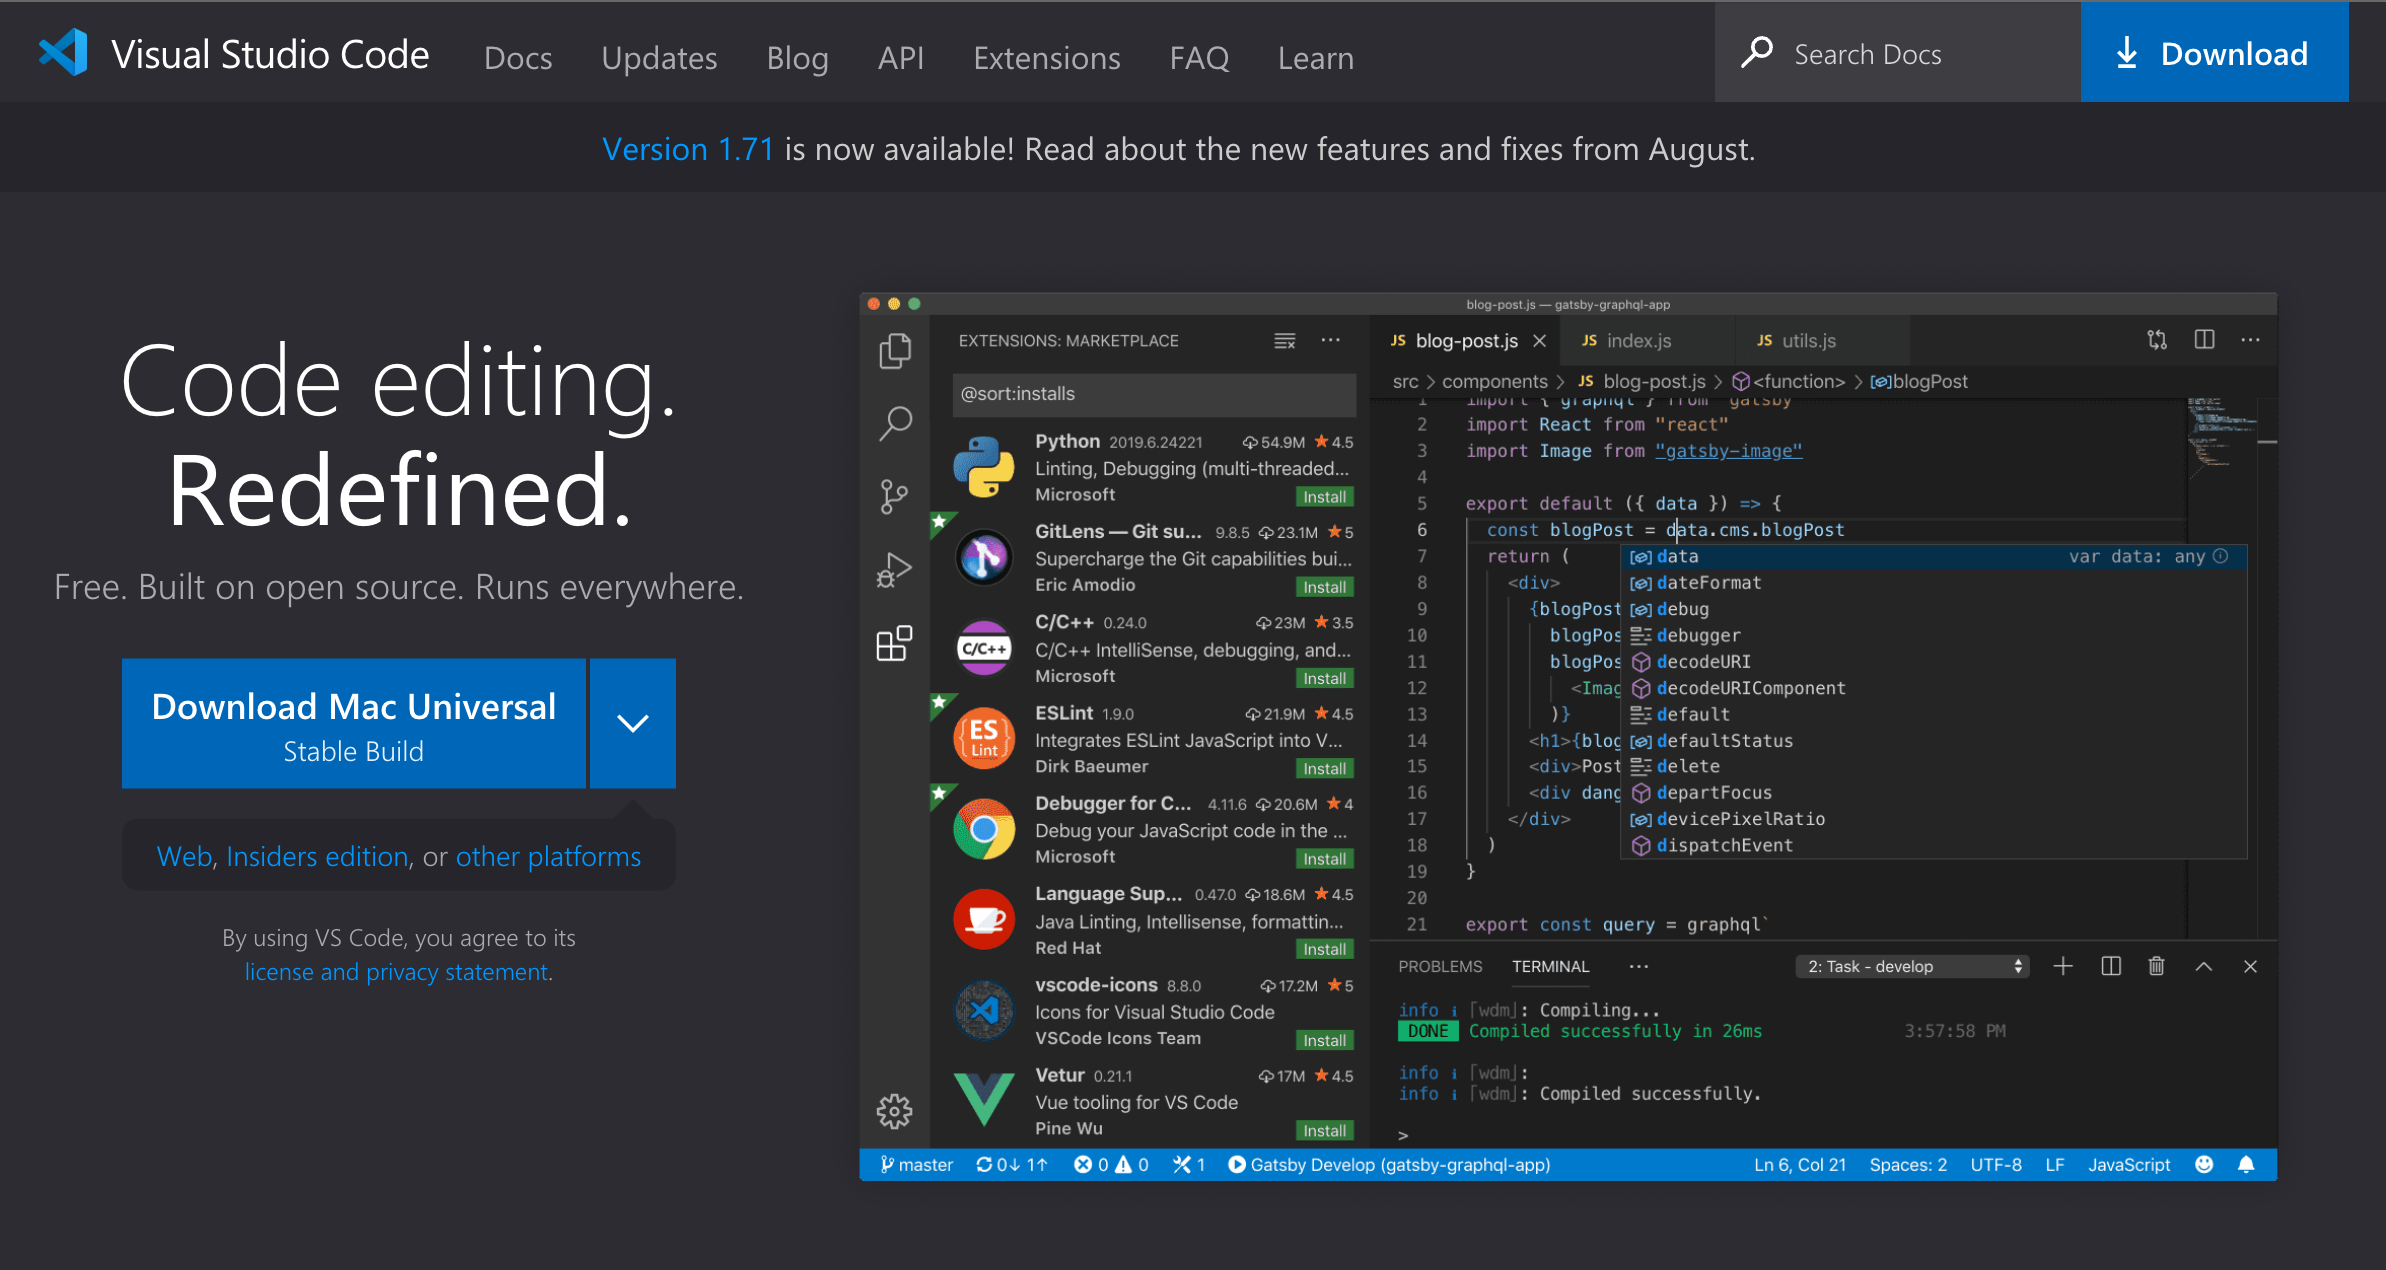 Visual Studio Code
Docs
Updates
Blog
API
Extensions
FAQ
Learn
Search Docs
Download
Version 1.71 is now available! Read about the new features and fixes from August.
Code editing.
Redefined.
Free. Built on open source. Runs everywhere.
Download Mac Universal
Stable Build
Web, Insiders edition, or other platforms
By using VS Code, you agree to its
license and privacy statement.
blog-post.js — gatsby-graphql-app
EXTENSIONS: MARKETPLACE
@sort:installs
Python 2019.6.24221 54.9M 4.5
Linting, Debugging (multi-threaded...
Microsoft Install
GitLens — Git su... 9.8.5 23.1M 5
Supercharge the Git capabilities bui...
Eric Amodio Install
C/C++ 0.24.0 23M 3.5
C/C++
C/C++ IntelliSense, debugging, and...
Microsoft Install
ESLint 1.9.0 21.9M 4.5
{ES}
Lint
Integrates ESLint JavaScript into V...
Dirk Baeumer Install
Debugger for C... 4.11.6 20.6M 4
Debug your JavaScript code in the ...
Microsoft Install
Language Sup... 0.47.0 18.6M 4.5
Java Linting, Intellisense, formattin...
Red Hat Install
vscode-icons 8.8.0 17.2M 5
Icons for Visual Studio Code
VSCode Icons Team Install
Vetur 0.21.1 17M 4.5
Vue tooling for VS Code
Pine Wu Install
JS blog-post.js
JS index.js
JS utils.js
src > components > JS blog-post.js > <function> > blogPost
1 import { graphql } from "gatsby"
2 import React from "react"
3 import Image from "gatsby-image"
4
5 export default ({ data }) => {
6 const blogPost = data.cms.blogPost
7 return (
8 <div>
9 {blogPost
10 blogPos
11 blogPos
12 <Imag
13 )}
14 <h1>{blog
15 <div>Post
16 <div dang
17 </div>
18 )
19 }
20
21 export const query = graphql`
data var data: any
dateFormat
debug
debugger
decodeURI
decodeURIComponent
default
defaultStatus
delete
departFocus
devicePixelRatio
dispatchEvent
PROBLEMS TERMINAL ... 2: Task - develop
info i ｢wdm｣: Compiling...
DONE Compiled successfully in 26ms 3:57:58 PM
info i ｢wdm｣:
info i ｢wdm｣: Compiled successfully.
>
master 0↓ 1↑ 0 0 1 Gatsby Develop (gatsby-graphql-app) Ln 6, Col 21 Spaces: 2 UTF-8 LF JavaScript